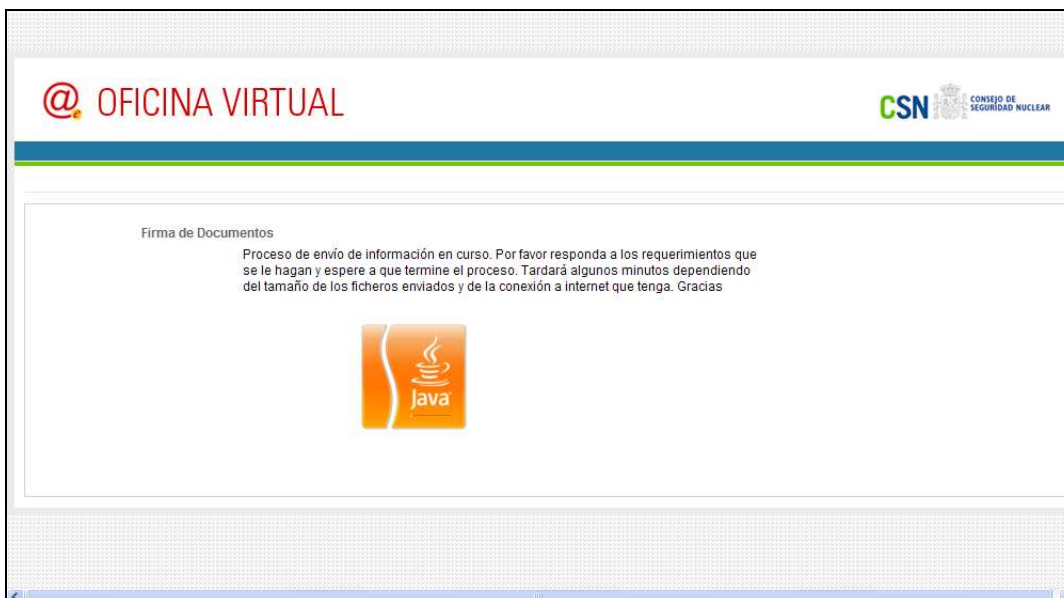 @e OFICINA VIRTUAL
CSN CONSEJO DE
SEGURIDAD NUCLEAR
Firma de Documentos
Proceso de envío de información en curso. Por favor responda a los requerimientos que
se le hagan y espere a que termine el proceso. Tardará algunos minutos dependiendo
del tamaño de los ficheros enviados y de la conexión a internet que tenga. Gracias
Java